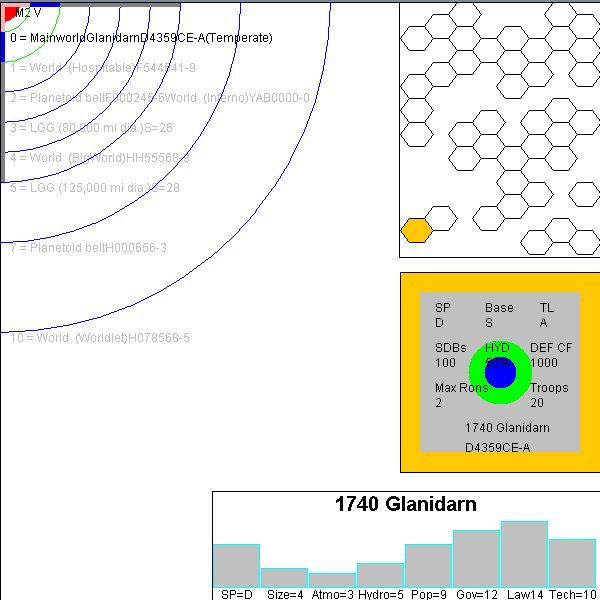 M2 V
0 = MainworldGlanidarnD4359CE-A(Temperate)
1 = World (Hospitable)F544541-9
2 = Planetoid beltF000245-6World (Inferno)YAB0000-0
3 = LGG (80,000 mi dia.)S=26
4 = World (BigWorld)HH55568-9
5 = LGG (125,000 mi dia.)S=28
7 = Planetoid beltH000656-3
10 = World (Worldlet)H078568-5
SP Base TL
D S A
SDBs HYD DEF CF
100 50% 1000
Max Rons Troops
2 20
1740 Glanidarn
D4359CE-A
1740 Glanidarn
SP=D Size=4 Atmo=3 Hydro=5 Pop=9 Gov=12 Law14 Tech=10